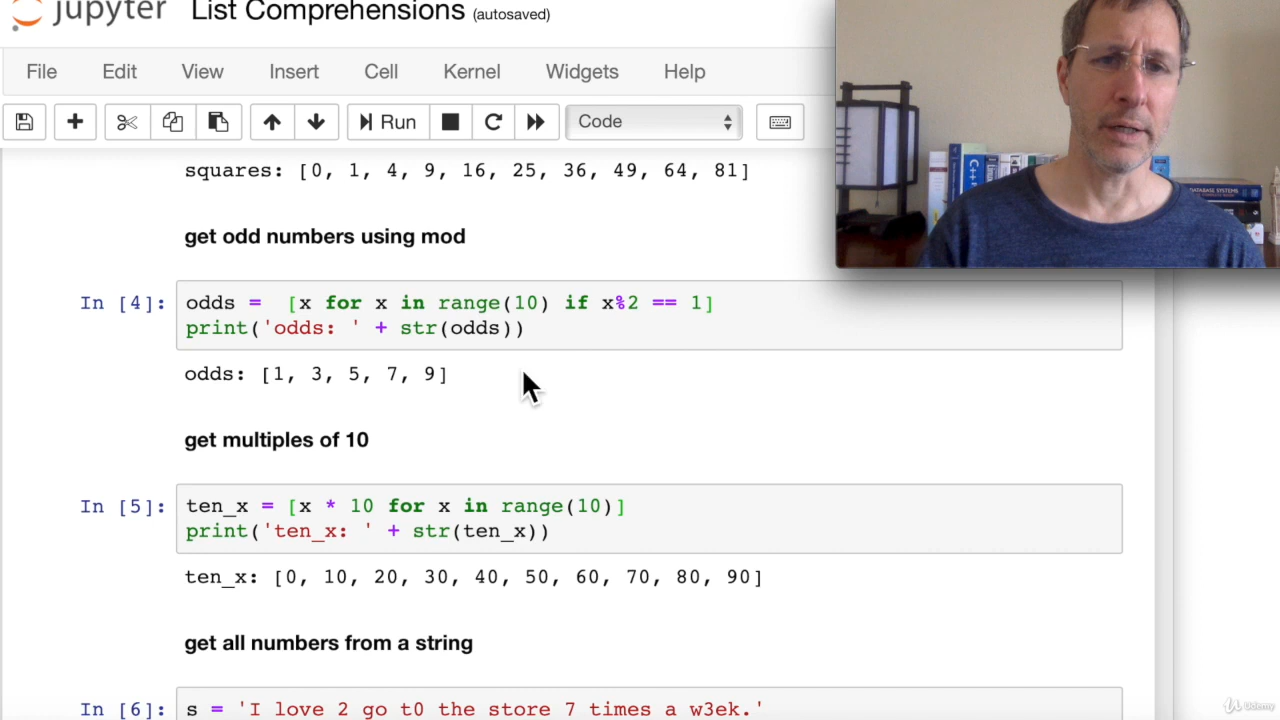 jupyter List Comprehensions (autosaved)
File Edit View Insert Cell Kernel Widgets Help
Run Code
squares: [0, 1, 4, 9, 16, 25, 36, 49, 64, 81]
get odd numbers using mod
In [4]: odds =  [x for x in range(10) if x%2 == 1]
print('odds: ' + str(odds))
odds: [1, 3, 5, 7, 9]
get multiples of 10
In [5]: ten_x = [x * 10 for x in range(10)]
print('ten_x: ' + str(ten_x))
ten_x: [0, 10, 20, 30, 40, 50, 60, 70, 80, 90]
get all numbers from a string
In [6]: s = 'I love 2 go t0 the store 7 times a w3ek.'
C++
DATABASE SYSTEMS
Udemy